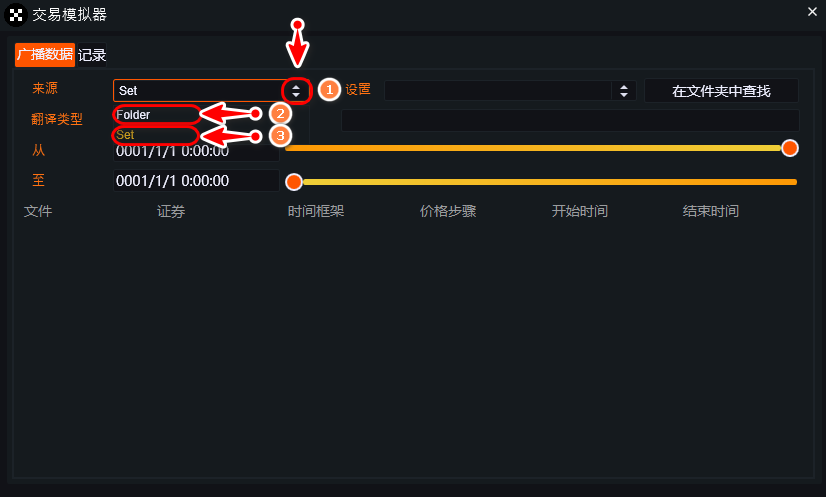 交易模拟器
广播数据 记录
来源 Set 1 设置 在文件夹中查找
Folder 2
翻译类型
Set 3
从 0001/1/1 0:00:00
至 0001/1/1 0:00:00
文件 证券 时间框架 价格步骤 开始时间 结束时间